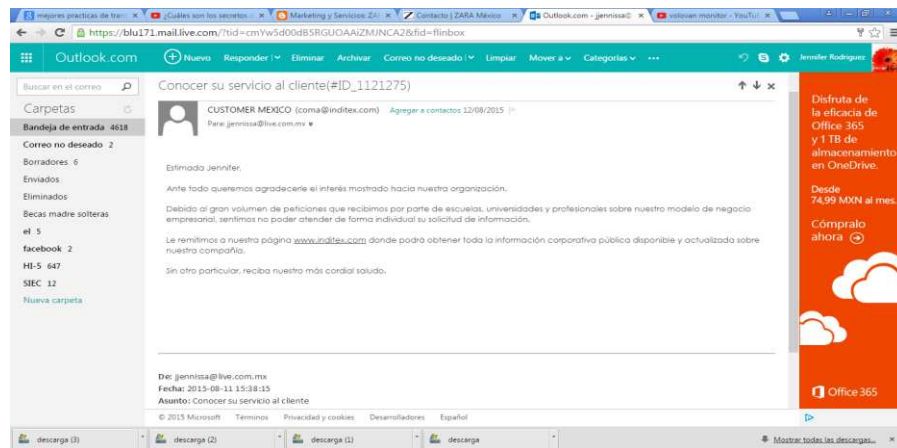 mejores practicas de tran
¿Cuáles son los secretos
Marketing y Servicios: ZA
Contacto | ZARA México
Outlook.com - jjennissa@
volovan monitor - YouTu
https://blu171.mail.live.com/
Outlook.com
Nuevo Responder Eliminar Archivar Correo no deseado Limpiar Mover a Categorías ...
Jennifer Rodriguez
Buscar en el correo
Conocer su servicio al cliente(#ID_1121275)
Carpetas
CUSTOMER MEXICO (coma@inditex.com) Agregar a contactos 12/08/2015
Para: jjennissa@live.com.mx
Bandeja de entrada 4618
Correo no deseado 2
Borradores 6
Enviados
Eliminados
Becas madre solteras
el 5
facebook 2
HI-5 647
SIEC 12
Nueva carpeta
Estimada Jennifer,
Ante todo queremos agradecerle el interés mostrado hacia nuestra organización.
Debido al gran volumen de peticiones que recibimos por parte de escuelas, universidades y profesionales sobre nuestro modelo de negocio
empresarial, sentimos no poder atender de forma individual su solicitud de información.
Le remitimos a nuestra página www.inditex.com donde podrá obtener toda la información corporativa pública disponible y actualizada sobre
nuestra compañía.
Sin otro particular, reciba nuestro más cordial saludo.
De: jjennissa@live.com.mx
Fecha: 2015-08-11 15:38:15
Asunto: Conocer su servicio al cliente
© 2015 Microsoft Términos Privacidad y cookies Desarrolladores Español
Disfruta de
la eficacia de
Office 365
y 1 TB de
almacenamiento
en OneDrive.
Desde
74,99 MXN al mes.
Cómpralo
ahora
Office 365
descarga (3)
descarga (2)
descarga (1)
descarga
Mostrar todas las descargas...